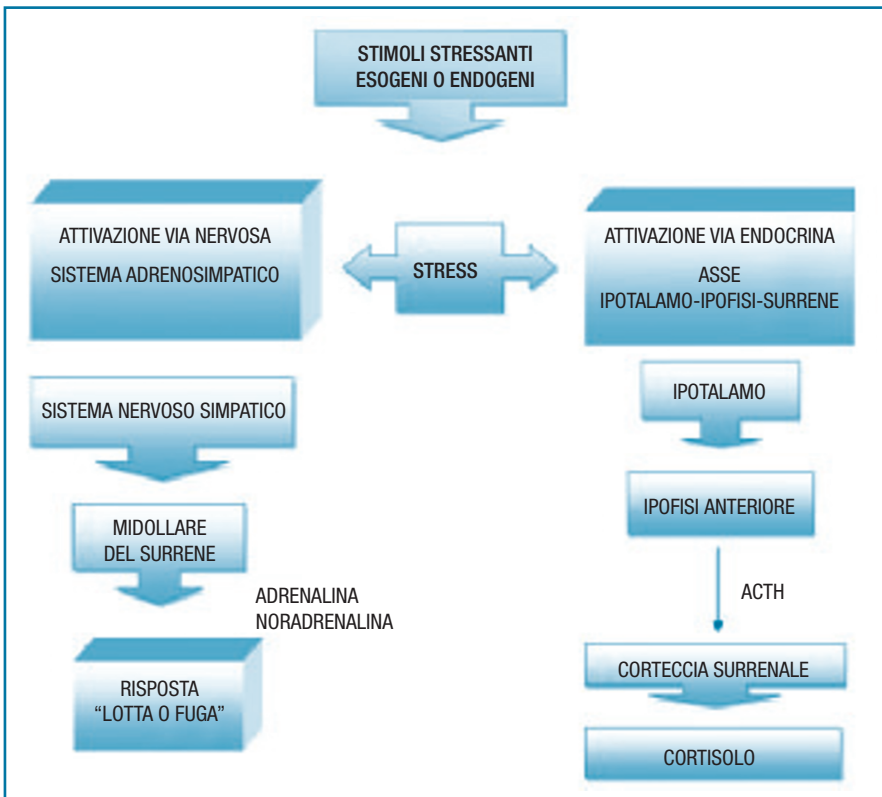 STIMOLI STRESSANTI
ESOGENI O ENDOGENI
ATTIVAZIONE VIA NERVOSA
SISTEMA ADRENOSIMPATICO
STRESS
ATTIVAZIONE VIA ENDOCRINA
ASSE
IPOTALAMO-IPOFISI-SURRENE
SISTEMA NERVOSO SIMPATICO
MIDOLLARE
DEL SURRENE
ADRENALINA
NORADRENALINA
RISPOSTA
“LOTTA O FUGA”
IPOTALAMO
IPOFISI ANTERIORE
ACTH
CORTECCIA SURRENALE
CORTISOLO